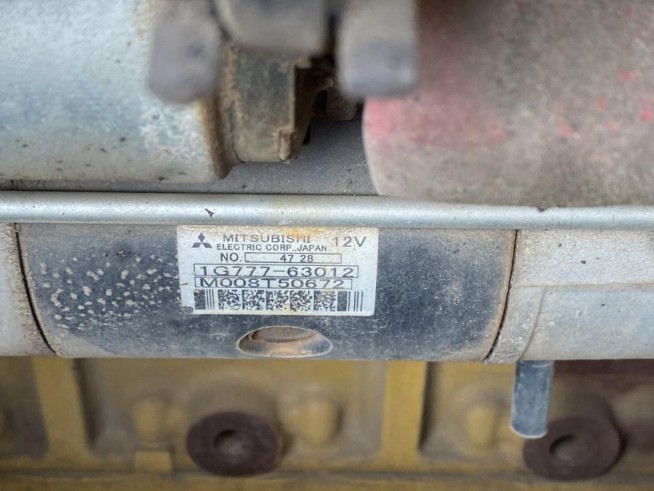 MITSUBISHI 12V
ELECTRIC CORP., JAPAN
NO. 47 28
1G777-63012
M008T50672